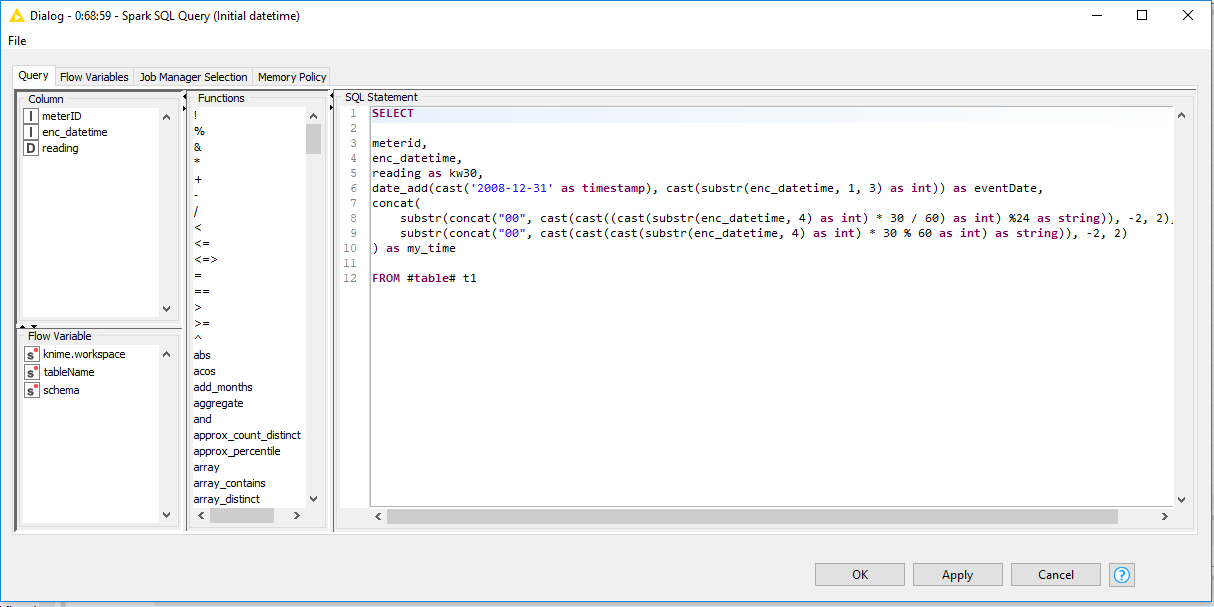 Dialog - 0:68:59 - Spark SQL Query (Initial datetime)
File
Query Flow Variables Job Manager Selection Memory Policy
Column
I meterID
I enc_datetime
D reading
Flow Variable
s knime.workspace
s tableName
s schema
Functions
!
%
&
*
+
-
/
<
<=
<=>
=
==
>
>=
^
abs
acos
add_months
aggregate
and
approx_count_distinct
approx_percentile
array
array_contains
array_distinct
SQL Statement
1 SELECT
2
3 meterid,
4 enc_datetime,
5 reading as kw30,
6 date_add(cast('2008-12-31' as timestamp), cast(substr(enc_datetime, 1, 3) as int)) as eventDate,
7 concat(
8 substr(concat("00", cast(cast((cast(substr(enc_datetime, 4) as int) * 30 / 60) as int) %24 as string)), -2, 2),
9 substr(concat("00", cast(cast(cast(substr(enc_datetime, 4) as int) * 30 % 60 as int) as string)), -2, 2)
10 ) as my_time
11
12 FROM #table# t1
OK Apply Cancel ?